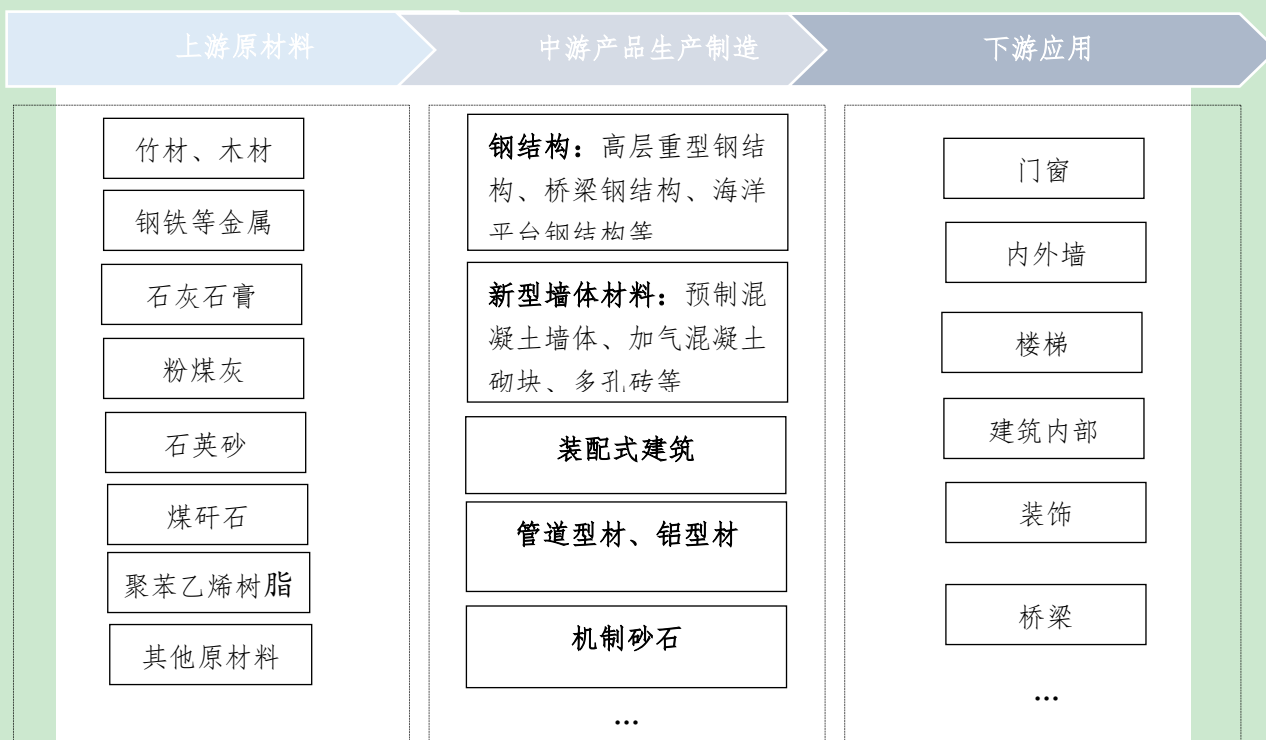 上游原材料
中游产品生产制造
下游应用
竹材、木材
钢铁等金属
石灰石膏
粉煤灰
石英砂
煤矸石
聚苯乙烯树脂
其他原材料
钢结构：高层重型钢结
构、桥梁钢结构、海洋
平台钢结构等
新型墙体材料：预制混
凝土墙体、加气混凝土
砌块、多孔砖等
装配式建筑
管道型材、铝型材
机制砂石
...
门窗
内外墙
楼梯
建筑内部
装饰
桥梁
...